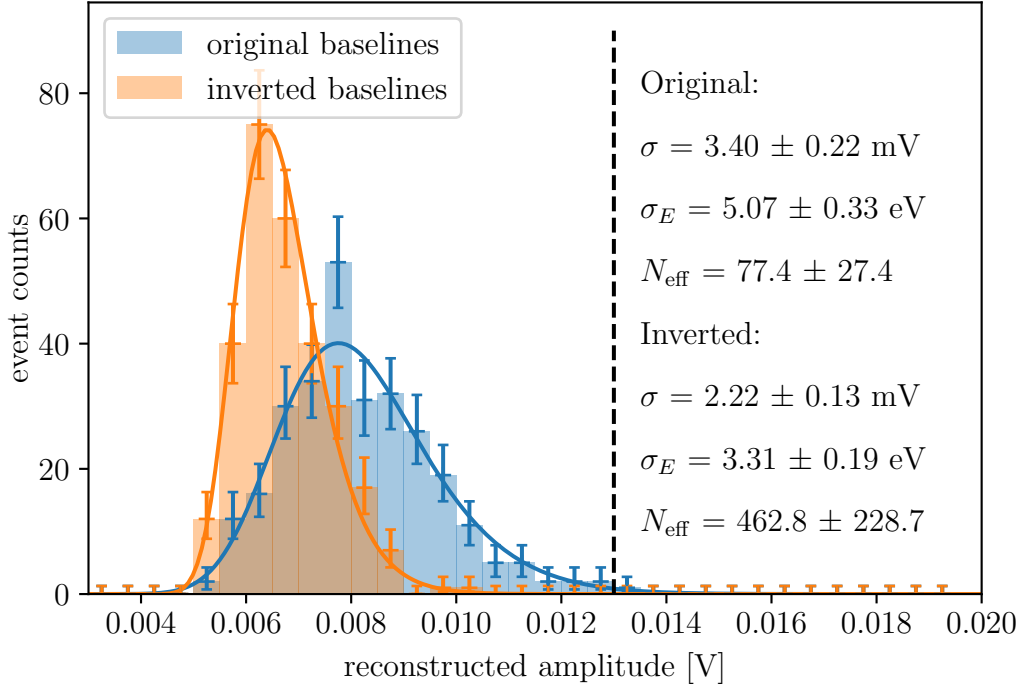 original baselines
inverted baselines
Original:
σ = 3.40 ± 0.22 mV
σ_E = 5.07 ± 0.33 eV
N_eff = 77.4 ± 27.4
Inverted:
σ = 2.22 ± 0.13 mV
σ_E = 3.31 ± 0.19 eV
N_eff = 462.8 ± 228.7
event counts
80
60
40
20
0
0.004 0.006 0.008 0.010 0.012 0.014 0.016 0.018 0.020
reconstructed amplitude [V]